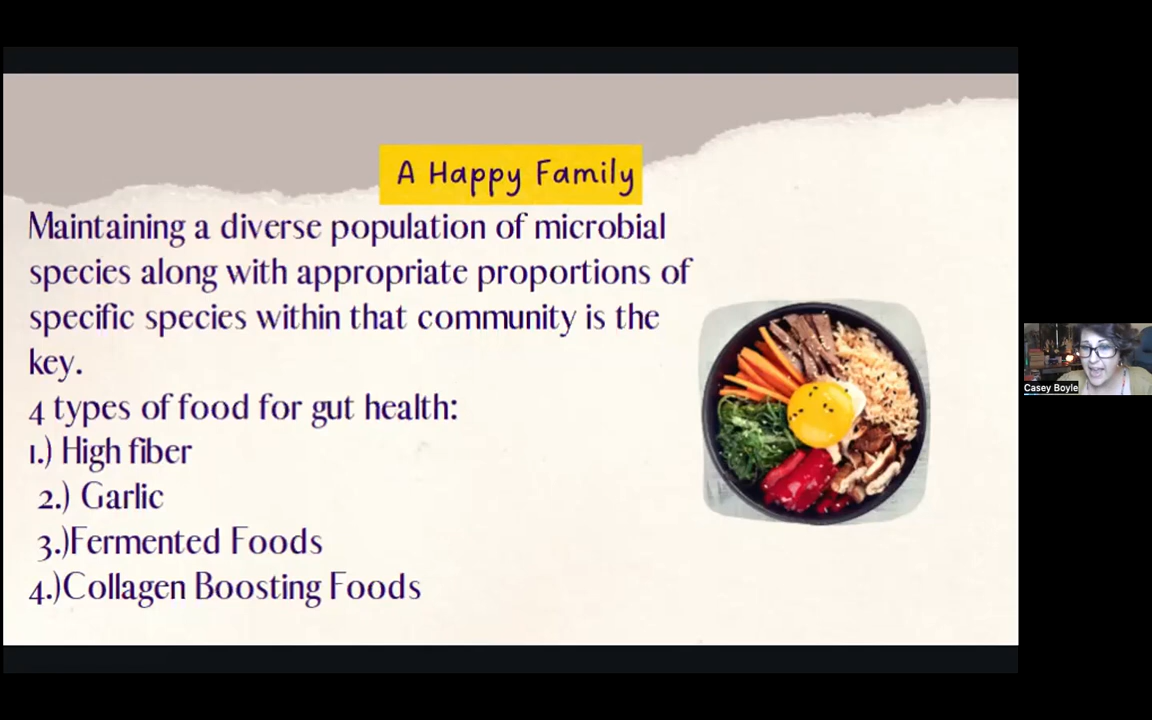 A Happy Family
Maintaining a diverse population of microbial
species along with appropriate proportions of
specific species within that community is the
key.
4 types of food for gut health:
1.) High fiber
2.) Garlic
3.)Fermented Foods
4.)Collagen Boosting Foods
Casey Boyle